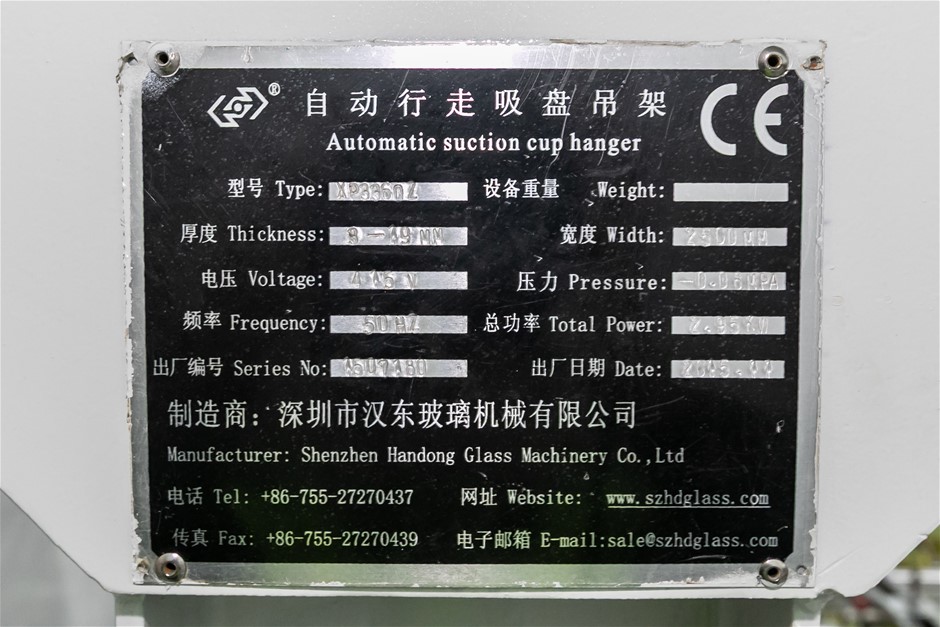 ® 自动行走吸盘吊架 CE
Automatic suction cup hanger
型号 Type: 设备重量 Weight:
厚度 Thickness: 宽度 Width:
电压 Voltage: 压力 Pressure:
频率 Frequency: 50HZ 总功率 Total Power:
出厂编号 Series No: 出厂日期 Date:
制造商: 深圳市汉东玻璃机械有限公司
Manufacturer: Shenzhen Handong Glass Machinery Co.,Ltd
电话 Tel: +86-755-27270437 网址 Website: www.szhdglass.com
传真 Fax: +86-755-27270439 电子邮箱 E-mail:sale@szhdglass.com